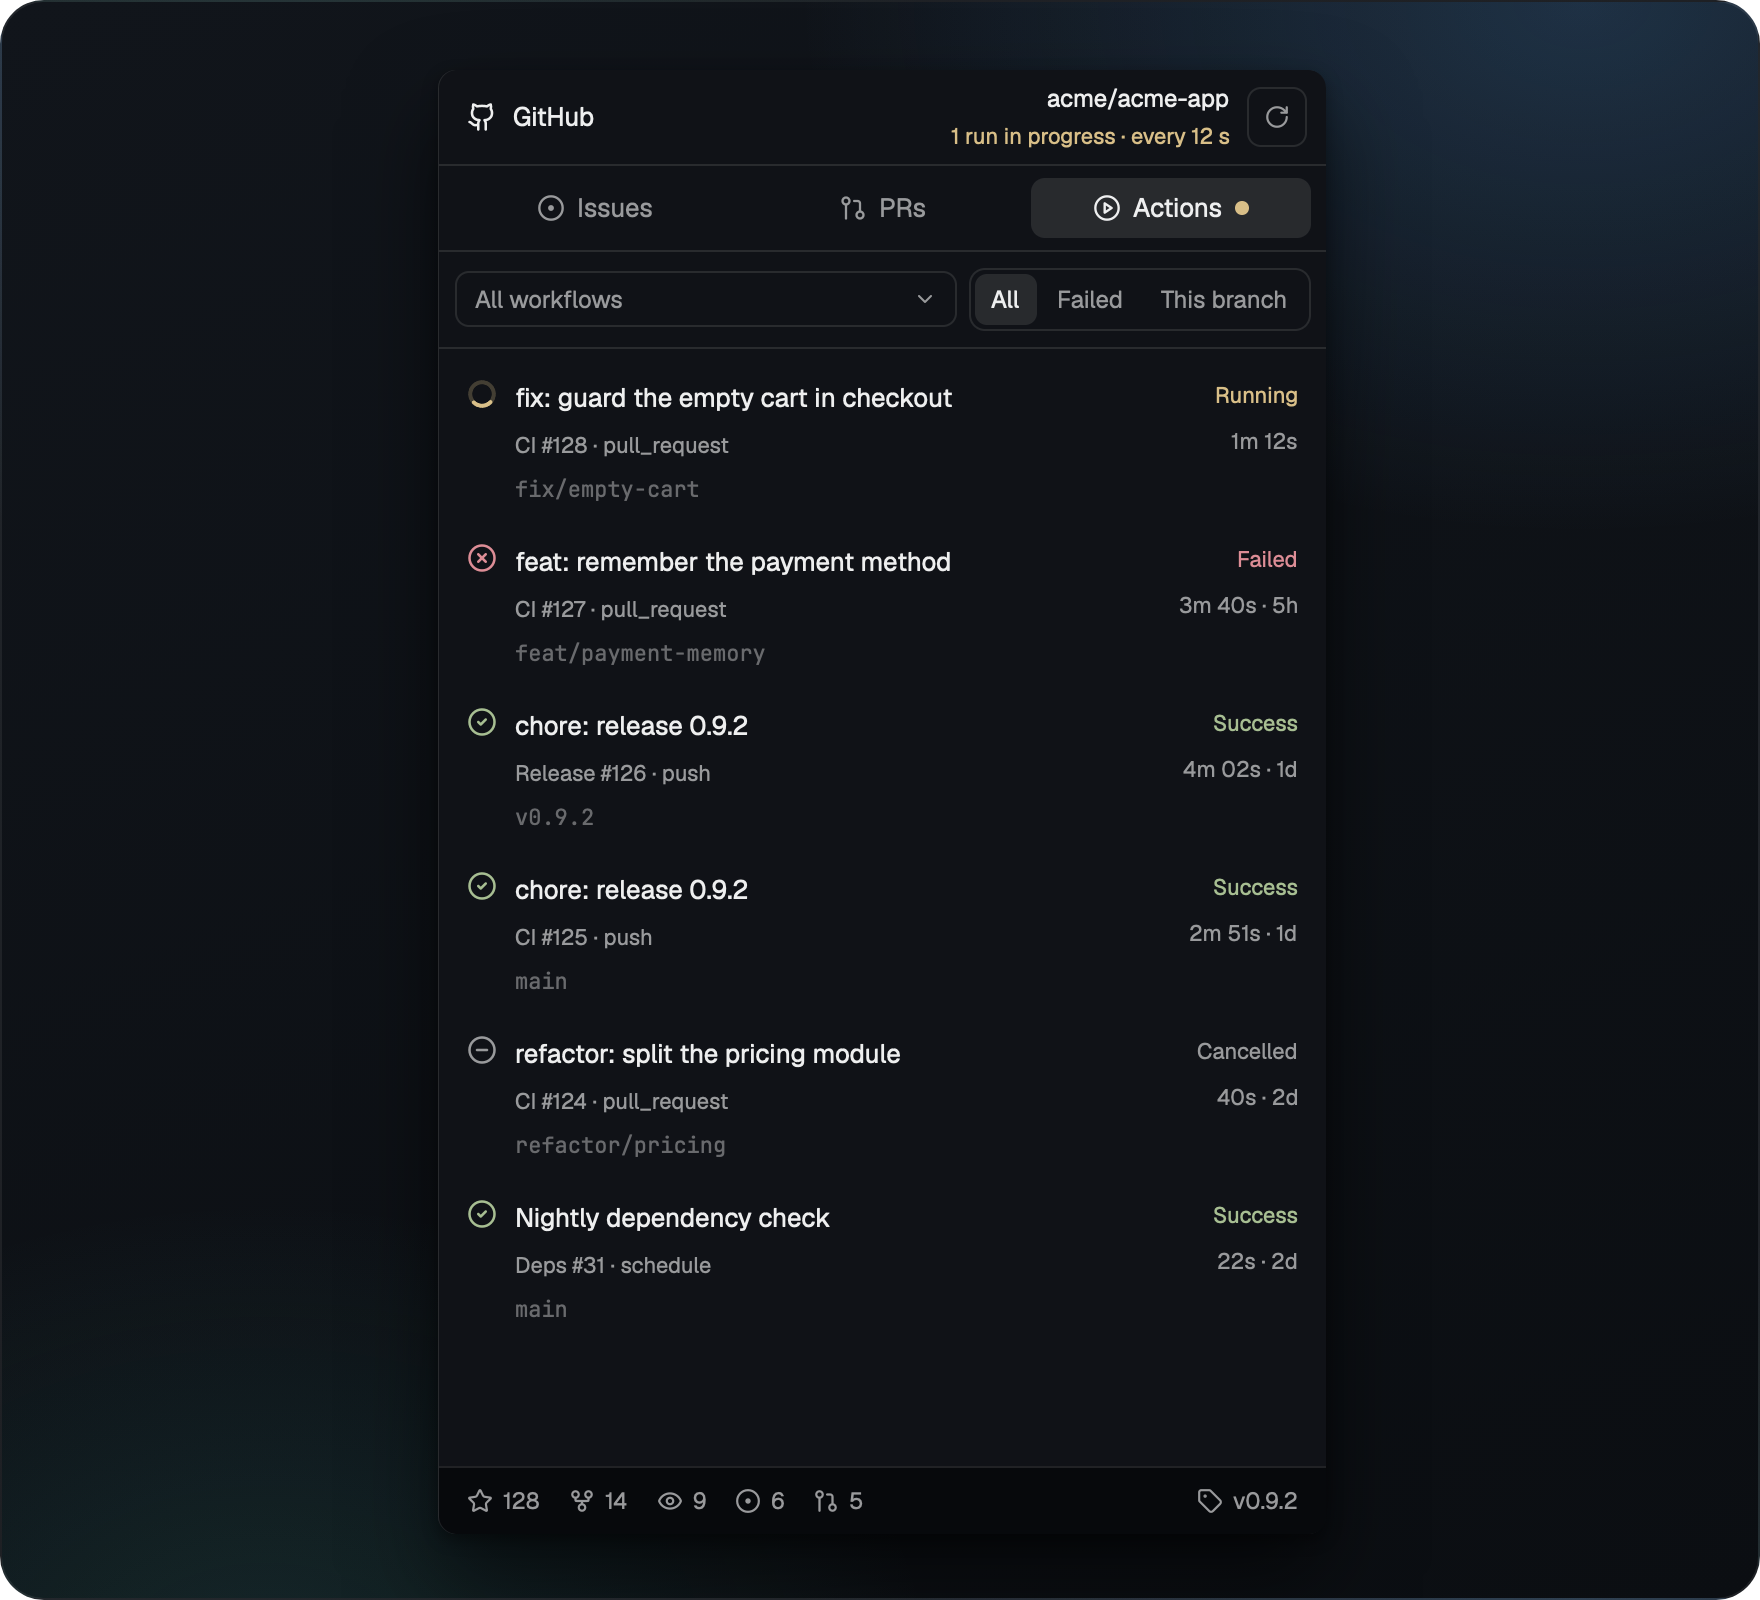 GitHub
acme/acme-app
1 run in progress · every 12 s
Issues
PRs
Actions
All workflows
All
Failed
This branch
fix: guard the empty cart in checkout
Running
CI #128 · pull_request
1m 12s
fix/empty-cart
feat: remember the payment method
Failed
CI #127 · pull_request
3m 40s · 5h
feat/payment-memory
chore: release 0.9.2
Success
Release #126 · push
4m 02s · 1d
v0.9.2
chore: release 0.9.2
Success
CI #125 · push
2m 51s · 1d
main
refactor: split the pricing module
Cancelled
CI #124 · pull_request
40s · 2d
refactor/pricing
Nightly dependency check
Success
Deps #31 · schedule
22s · 2d
main
128
14
9
6
5
v0.9.2